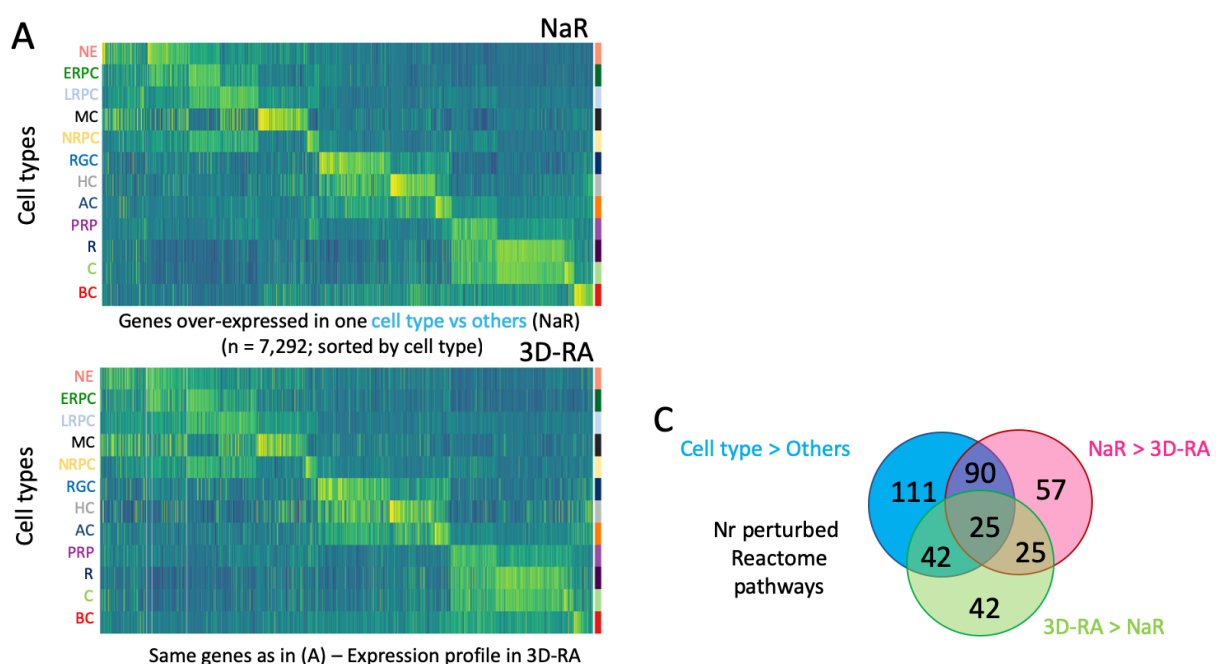 A
NaR
NE
ERPC
LRPC
MC
NRPC
RGC
HC
AC
PRP
R
C
BC
Cell types
Genes over-expressed in one cell type vs others (NaR)
(n = 7,292; sorted by cell type)
3D-RA
NE
ERPC
LRPC
MC
NRPC
RGC
HC
AC
PRP
R
C
BC
Cell types
Same genes as in (A) – Expression profile in 3D-RA
C
Cell type > Others
NaR > 3D-RA
90
111
57
25
42
25
42
Nr perturbed
Reactome
pathways
3D-RA > NaR